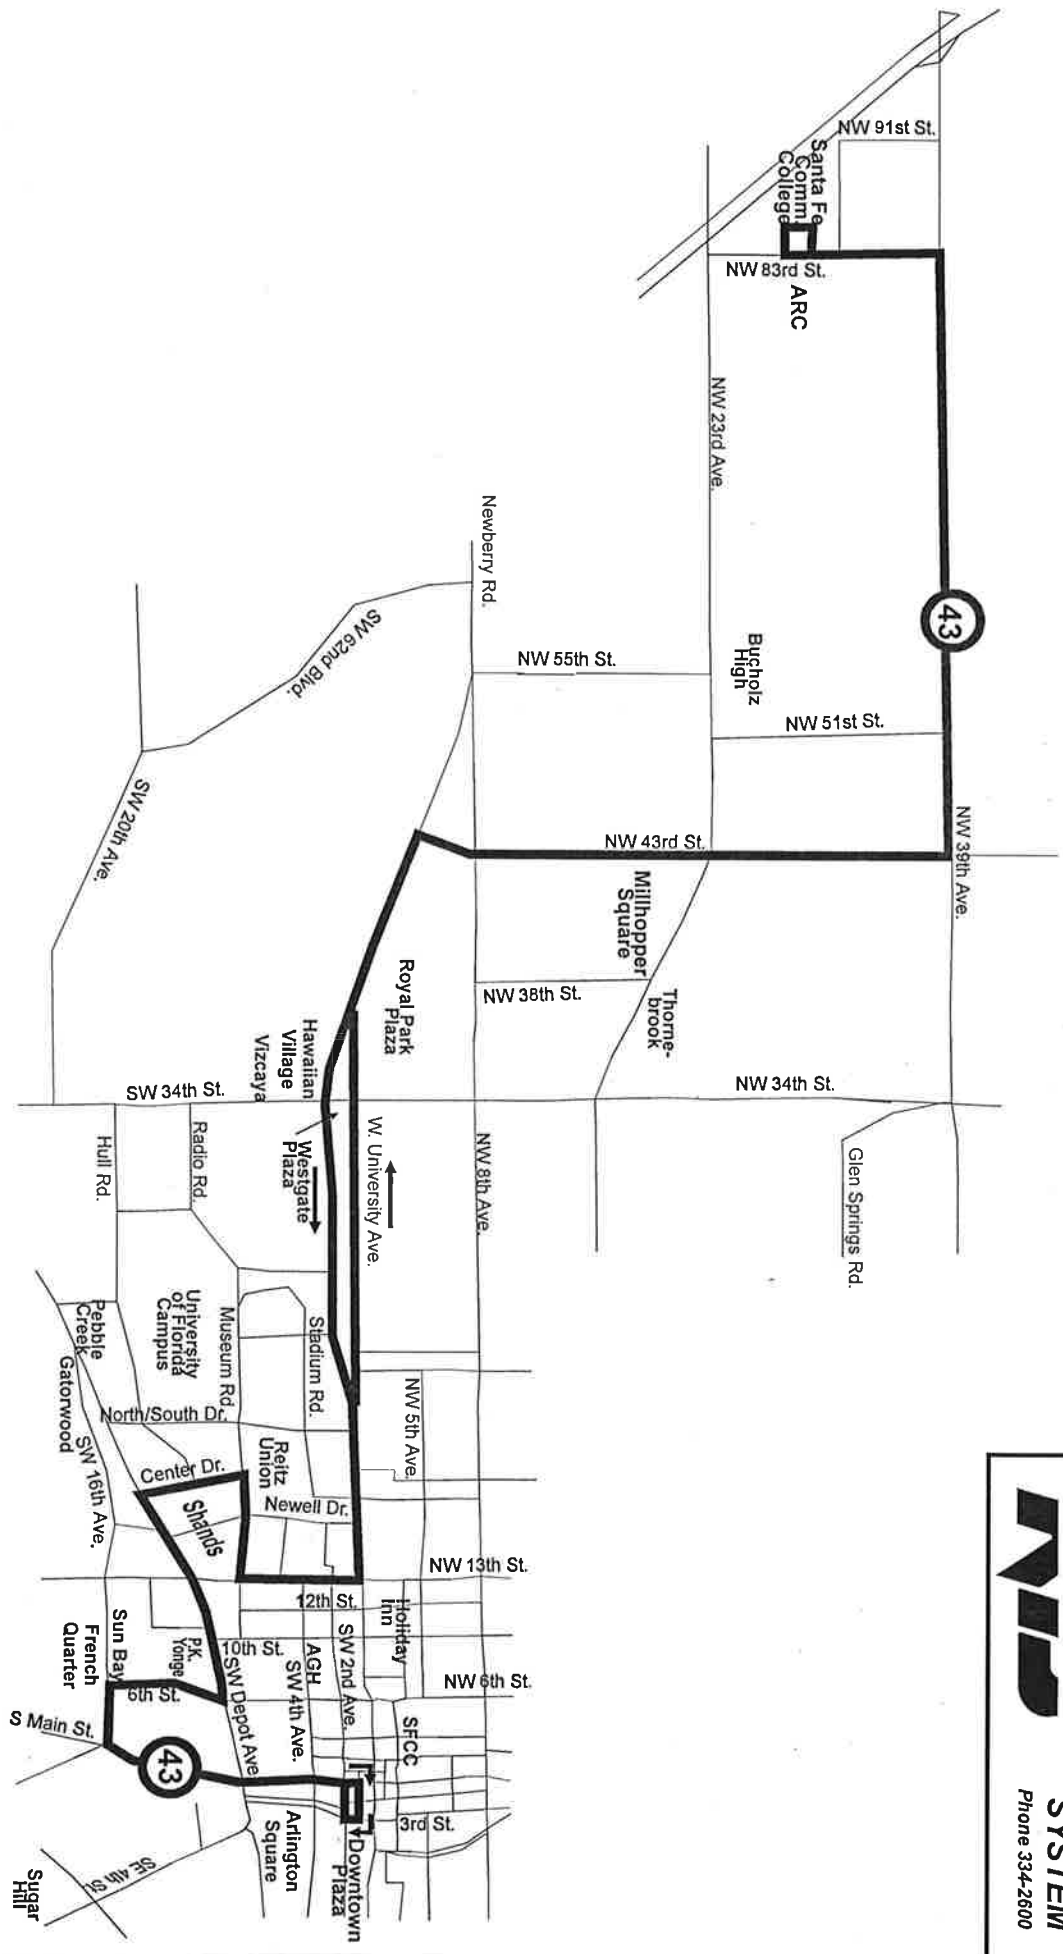 SYSTEM
Phone 334-2600
NW 91st St.
Santa Fe
Comm.
College
NW 83rd St.
ARC
NW 23rd Ave.
43
Bucholz
High
NW 55th St.
NW 51st St.
Newberry Rd.
SW 62nd Blvd.
SW 20th Ave.
NW 43rd St.
NW 39th Ave.
Millhopper
Square
NW 38th St.
Thorne-
brook
Royal Park
Plaza
Hawaiian
Village
Vizcaya
SW 34th St.
NW 34th St.
Glen Springs Rd.
Hull Rd.
Radio Rd.
Westgate
Plaza
W. University Ave.
NW 8th Ave.
University
of Florida
Campus
Museum Rd.
Stadium Rd.
Pebble
Creek
Gatorwood
SW 16th Ave.
North/South Dr.
NW 5th Ave.
Center Dr.
Reitz
Union
Newell Dr.
Shands
NW 13th St.
12th St.
Holiday
Inn
Sun Bay
French
Quarter
P.K.
Yonge
10th St.
AGH
SW 2nd Ave.
6th St.
SW Depot Ave.
SW 4th Ave.
NW 6th St.
SFCC
S Main St.
43
3rd St.
Arlington
Square
Downtown
Plaza
SE 4th St.
Sugar
Hill